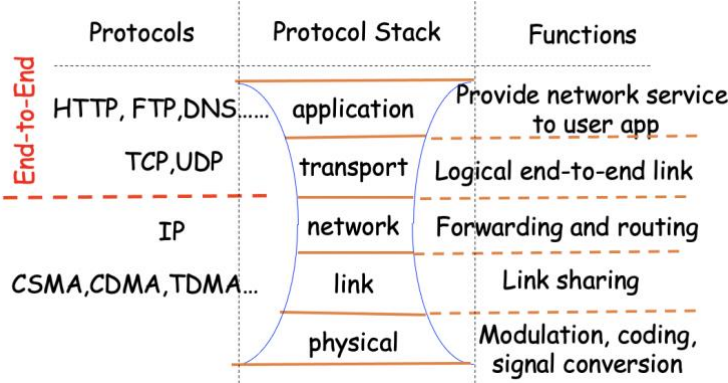 Protocols
Protocol Stack
Functions
End-to-End
HTTP, FTP,DNS......
application
Provide network service
to user app
TCP,UDP
transport
Logical end-to-end link
IP
network
Forwarding and routing
CSMA,CDMA,TDMA...
link
Link sharing
physical
Modulation, coding,
signal conversion